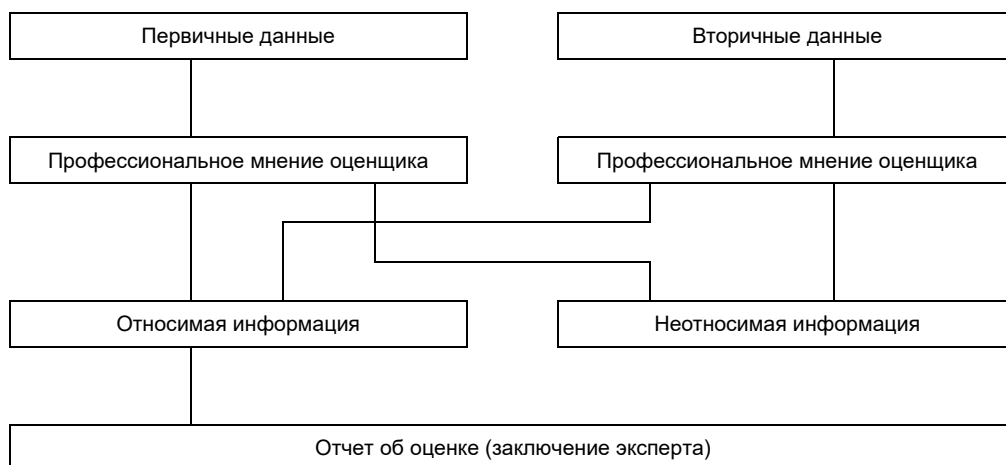 Первичные данные
Вторичные данные
Профессиональное мнение оценщика
Профессиональное мнение оценщика
Относимая информация
Неотносимая информация
Отчет об оценке (заключение эксперта)